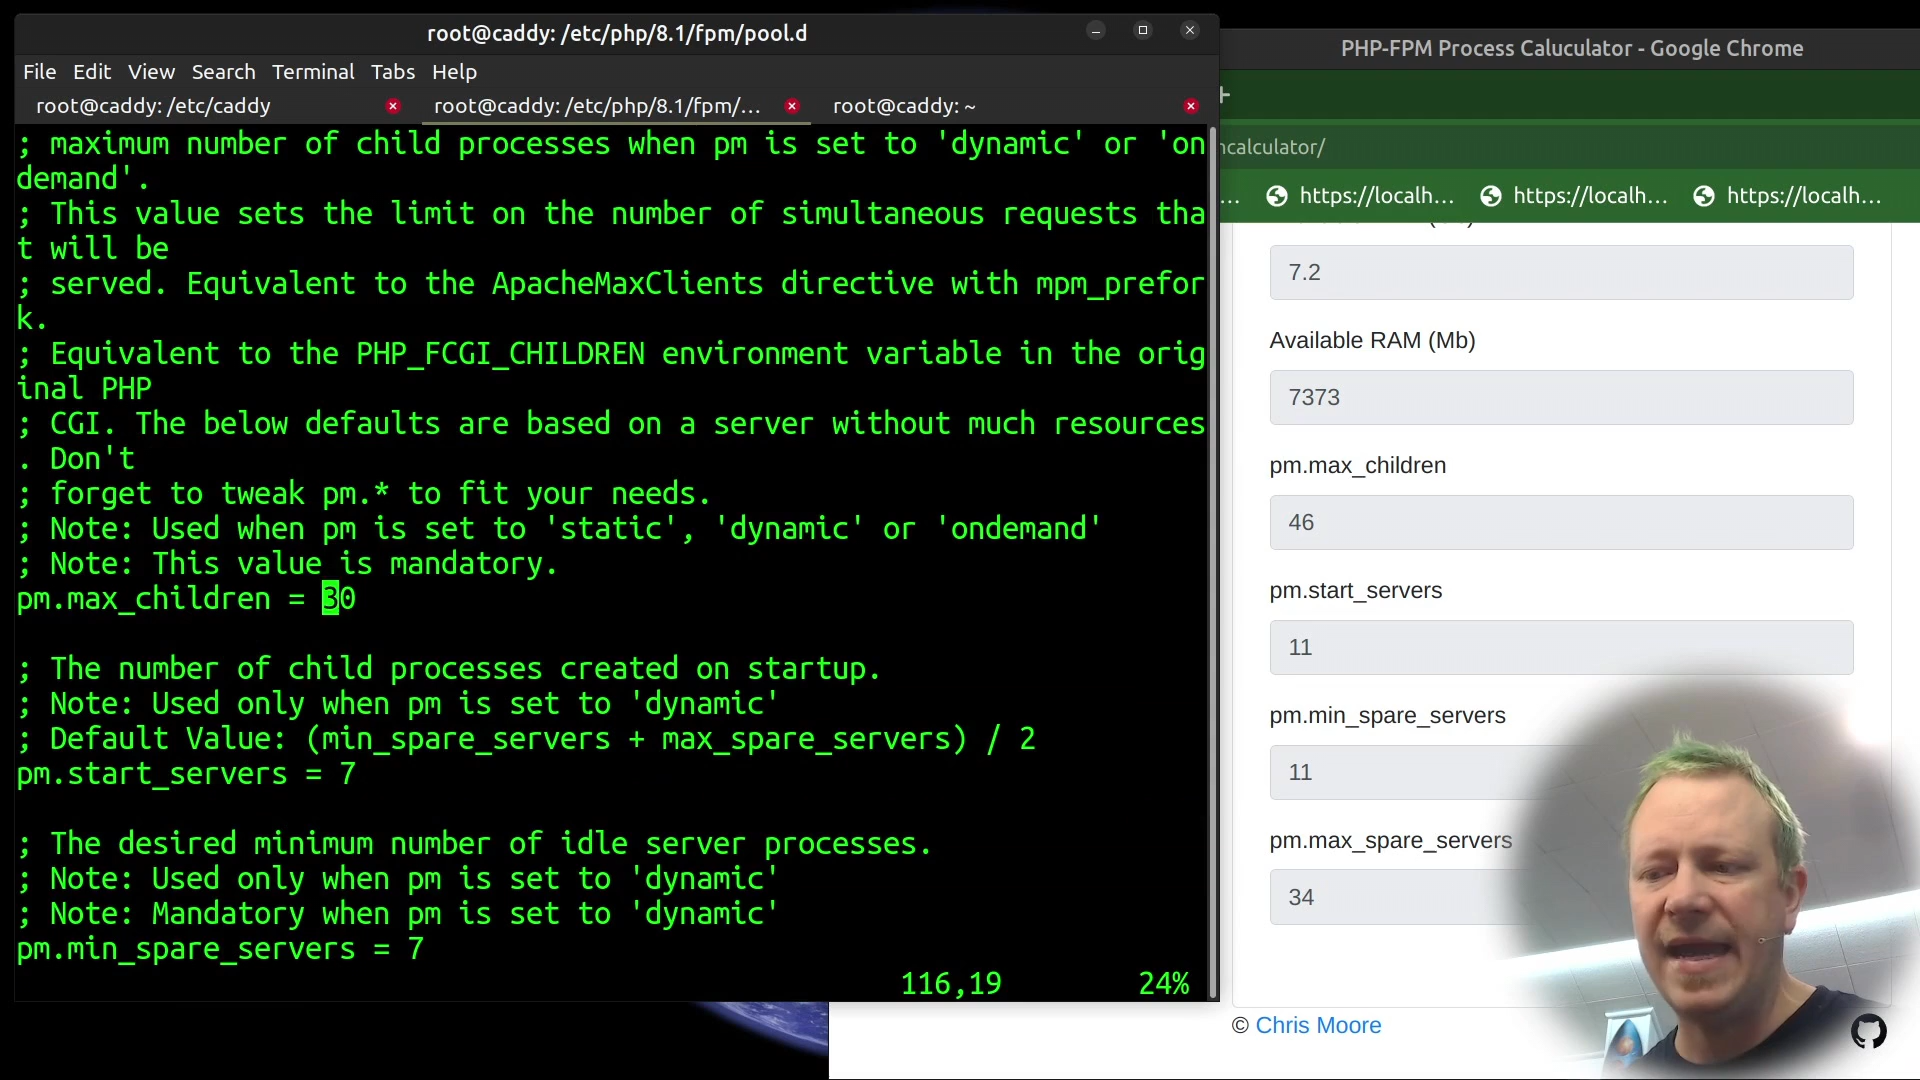 root@caddy: /etc/php/8.1/fpm/pool.d
File Edit View Search Terminal Tabs Help
root@caddy: /etc/caddy
root@caddy: /etc/php/8.1/fpm/...
root@caddy: ~
; maximum number of child processes when pm is set to 'dynamic' or 'on
demand'.
; This value sets the limit on the number of simultaneous requests tha
t will be
; served. Equivalent to the ApacheMaxClients directive with mpm_prefor
k.
; Equivalent to the PHP_FCGI_CHILDREN environment variable in the orig
inal PHP
; CGI. The below defaults are based on a server without much resources
. Don't
; forget to tweak pm.* to fit your needs.
; Note: Used when pm is set to 'static', 'dynamic' or 'ondemand'
; Note: This value is mandatory.
pm.max_children = 30
; The number of child processes created on startup.
; Note: Used only when pm is set to 'dynamic'
; Default Value: (min_spare_servers + max_spare_servers) / 2
pm.start_servers = 7
; The desired minimum number of idle server processes.
; Note: Used only when pm is set to 'dynamic'
; Note: Mandatory when pm is set to 'dynamic'
pm.min_spare_servers = 7
116,19 24%
PHP-FPM Process Caluculator - Google Chrome
calculator/
... https://localh... https://localh... https://localh...
7.2
Available RAM (Mb)
7373
pm.max_children
46
pm.start_servers
11
pm.min_spare_servers
11
pm.max_spare_servers
34
© Chris Moore